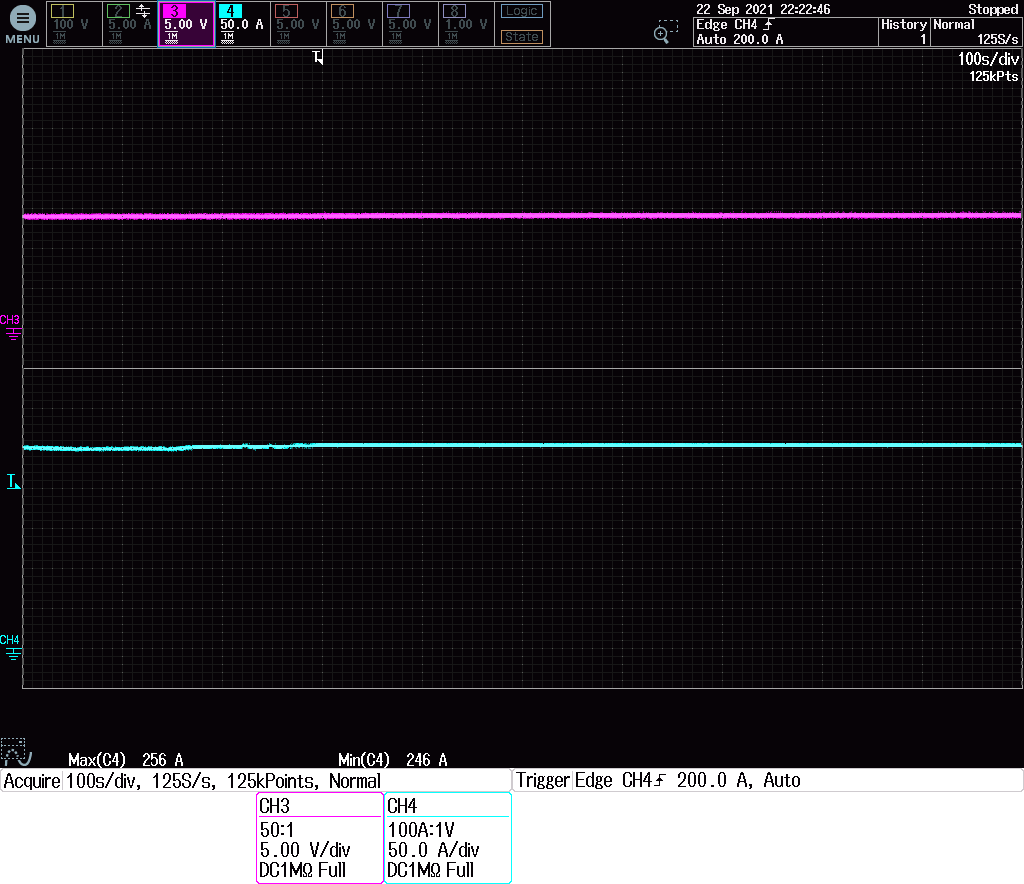 MENU
1 100 V 1M
2 5.00 A 1M
3 5.00 V 1M
4 50.0 A 1M
5 5.00 V 1M
6 5.00 V 1M
7 5.00 V 1M
8 1.00 V 1M
Logic
State
22 Sep 2021 22:22:46 Stopped
Edge CH4
Auto 200.0 A
History
1
Normal
125S/s
T
100s/div
125kPts
CH3
T
CH4
Max(C4) 256 A Min(C4) 246 A
Acquire 100s/div, 125S/s, 125kPoints, Normal
Trigger Edge CH4 200.0 A, Auto
CH3
50:1
5.00 V/div
DC1MΩ Full
CH4
100A:1V
50.0 A/div
DC1MΩ Full